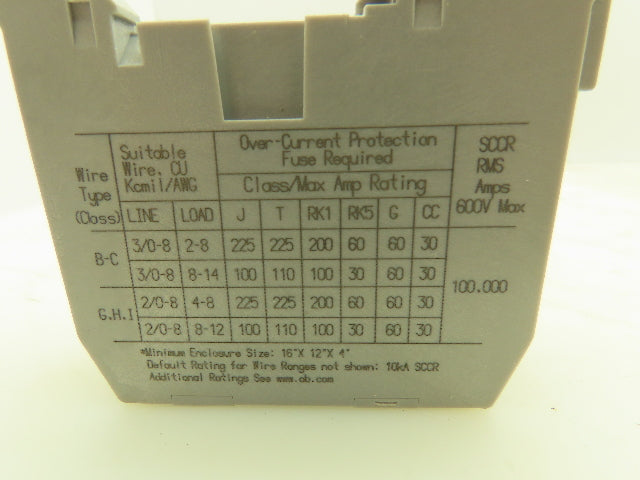 Over-Current Protection
Fuse Required
Class/Max Amp Rating
Suitable
Wire, CU
Kcmil/AWG
Wire
Type
(Class)
SCCR
RMS
Amps
600V Max
LINE LOAD J T RK1 RK5 G CC
B-C
3/0-8 2-8 225 225 200 60 60 30
3/0-8 8-14 100 110 100 30 60 30
G.H.I
2/0-8 4-8 225 225 200 60 60 30
2/0-8 8-12 100 110 100 30 60 30
100.000
*Minimum Enclosure Size: 16"X 12"X 4"
Default Rating for Wire Ranges not shown: 10kA SCCR
Additional Ratings See www.ab.com